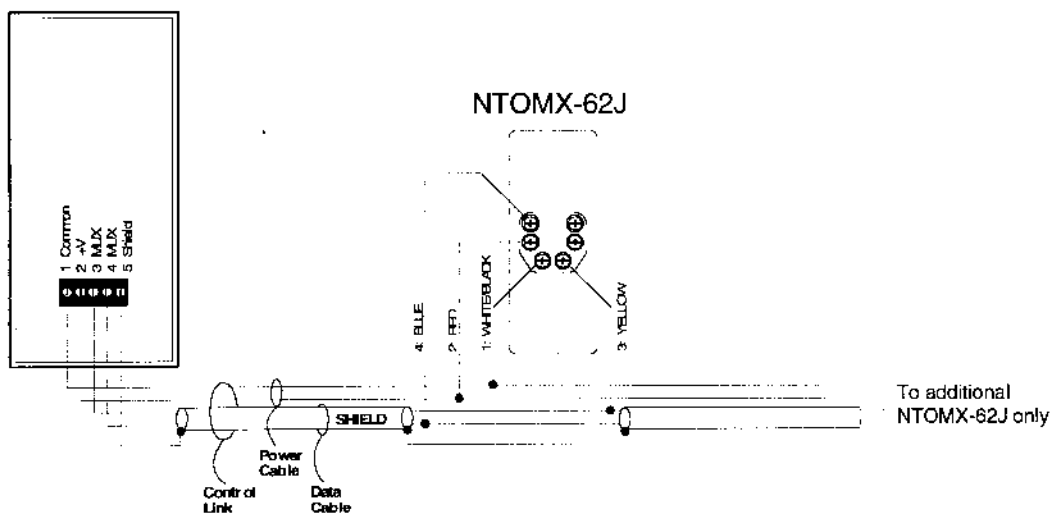 NTOMX-62J
1 Common
2 +V
3 MUX
4 MUX
5 Shield
4: BLUE
2: RED
1: WHITE/BLACK
3: YELLOW
SHIELD
To additional
NTOMX-62J only
Power
Cable
Control
Link
Data
Cable